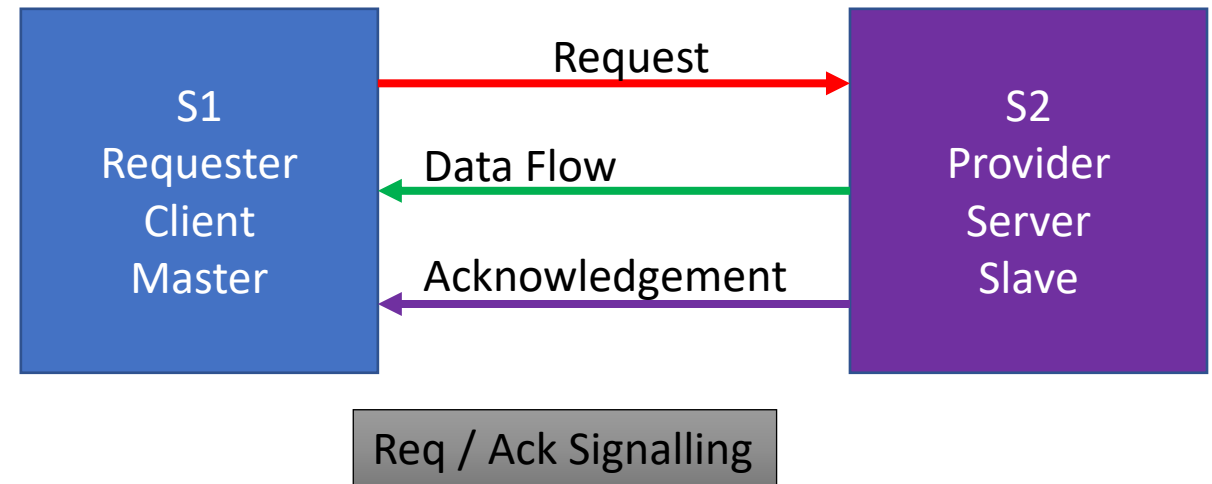 S1
Requester
Client
Master
Request
Data Flow
Acknowledgement
S2
Provider
Server
Slave
Req / Ack Signalling